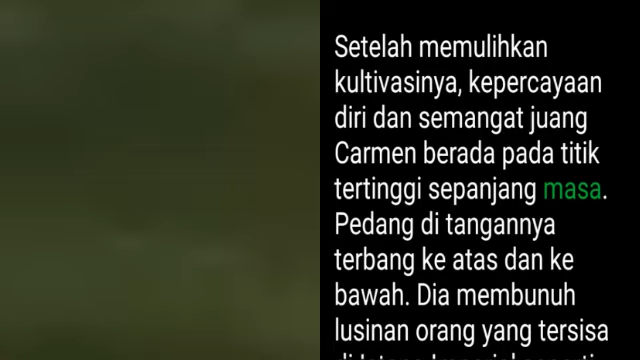 Setelah memulihkan
kultivasinya, kepercayaan
diri dan semangat juang
Carmen berada pada titik
tertinggi sepanjang masa.
Pedang di tangannya
terbang ke atas dan ke
bawah. Dia membunuh
lusinan orang yang tersisa